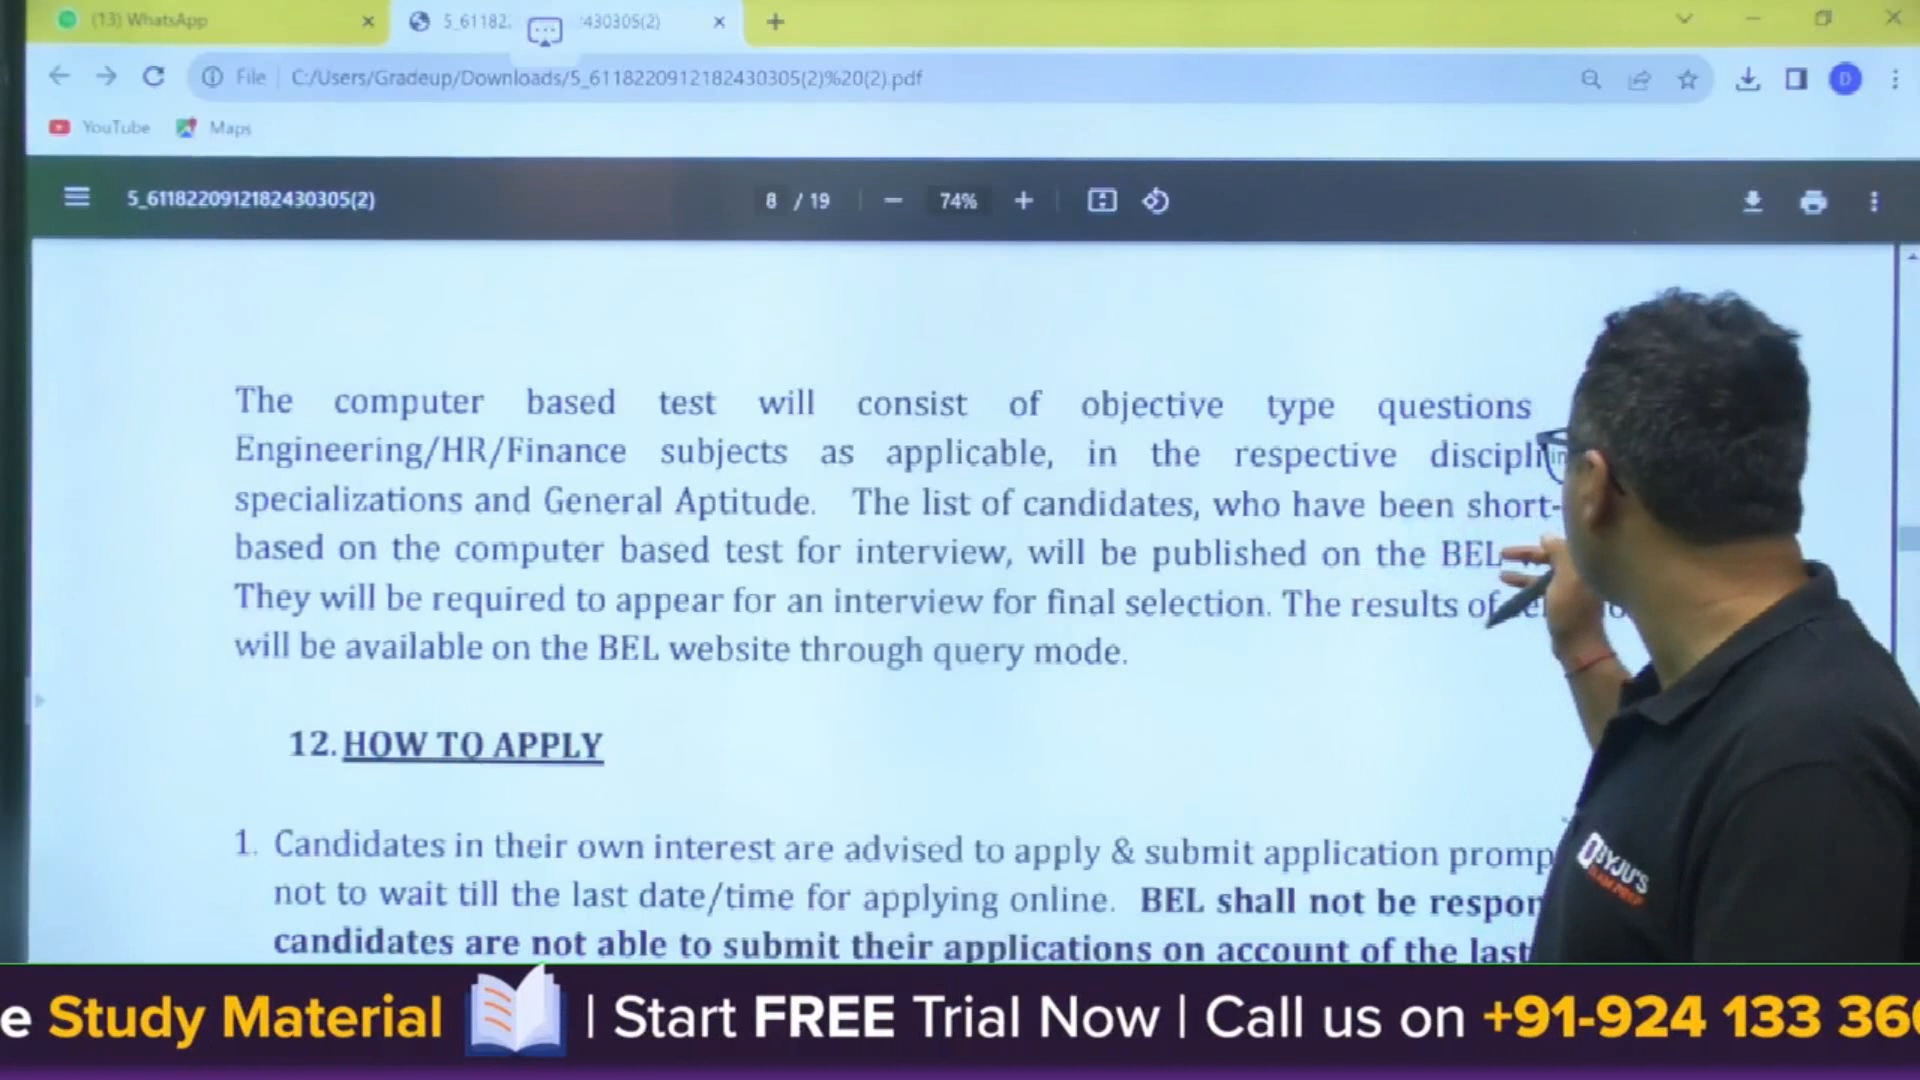 (13) WhatsApp
5_61182
430305(2)
File
C:/Users/Gradeup/Downloads/5_6118220912182430305(2)%20(2).pdf
D
YouTube
Maps
5_6118220912182430305(2)
8 / 19
74%
The computer based test will consist of objective type questions
Engineering/HR/Finance subjects as applicable, in the respective
specializations and General Aptitude. The list of candidates, who have been short-
based on the computer based test for interview, will be published on the BEL
They will be required to appear for an interview for final selection. The results of
will be available on the BEL website through query mode.
12. HOW TO APPLY
1. Candidates in their own interest are advised to apply & submit application
not to wait till the last date/time for applying online. BEL shall not be
candidates are not able to submit their applications on account of the last
BYJU'S
EXAM PREP
e Study Material | Start FREE Trial Now | Call us on +91-924 133 36